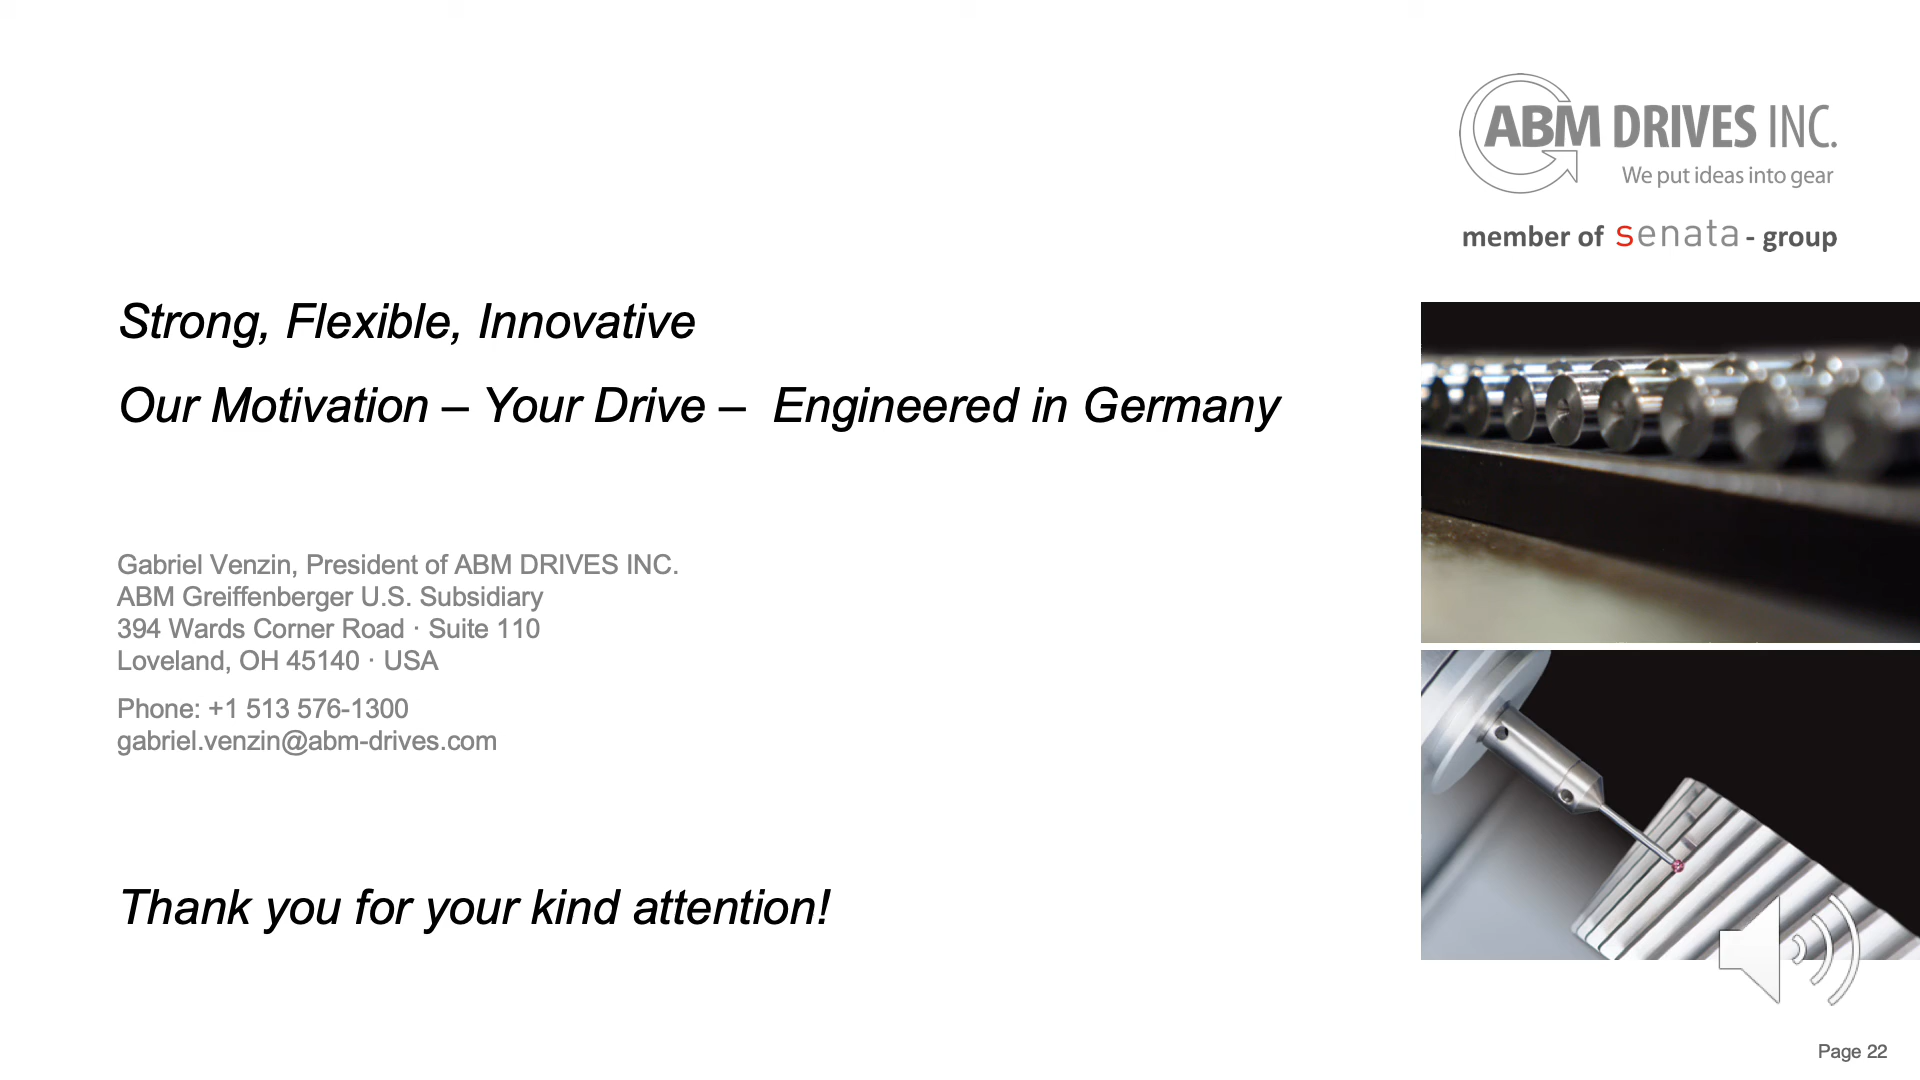 ABM DRIVES INC.
We put ideas into gear
member of senata - group
Strong, Flexible, Innovative
Our Motivation – Your Drive – Engineered in Germany
Gabriel Venzin, President of ABM DRIVES INC.
ABM Greiffenberger U.S. Subsidiary
394 Wards Corner Road · Suite 110
Loveland, OH 45140 · USA
Phone: +1 513 576-1300
gabriel.venzin@abm-drives.com
Thank you for your kind attention!
Page 22